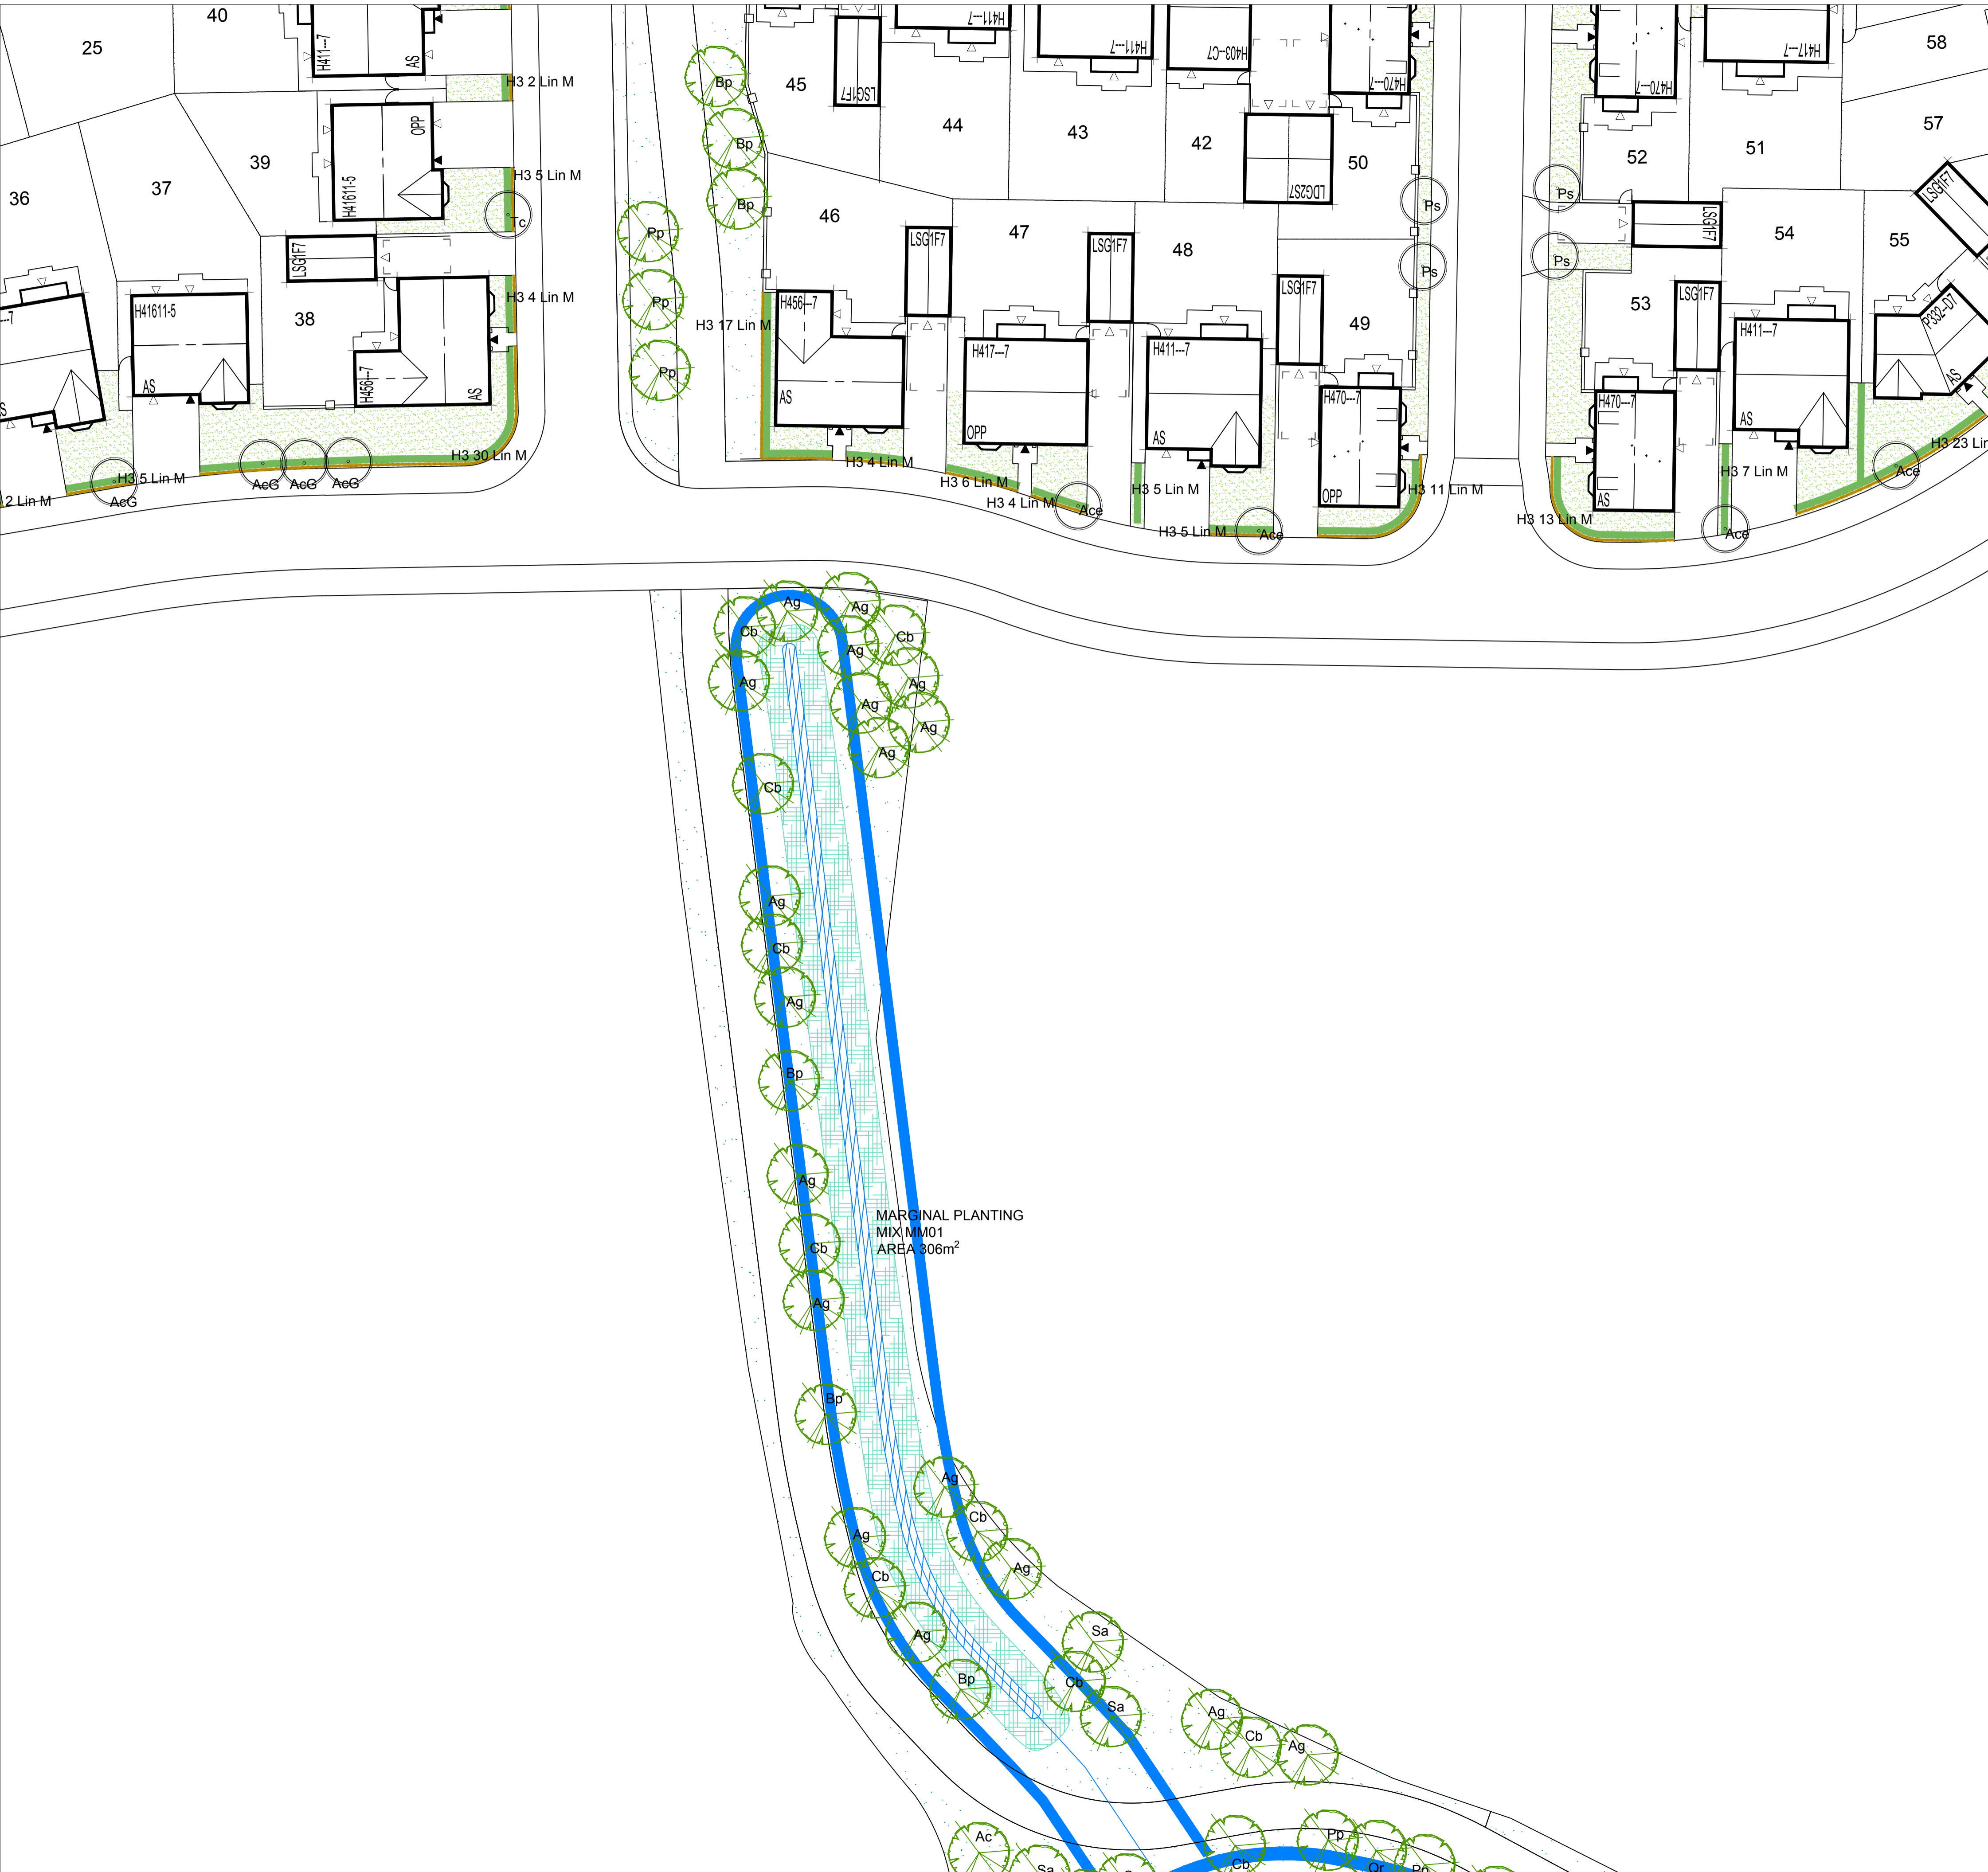 40
25
H411---7
AS
H3 2 Lin M
Bp
45
LSG1F7
H411---7
H411---7
H403--C7
H470---7
H470---7
H417---7
58
OPP
39
H41611-5
H3 5 Lin M
Tc
36
37
Bp
Bp
44
43
42
LDG2S7
50
Ps
Ps
52
51
57
LSG1F7
Pp
Pp
Pp
46
47
48
LSG1F7
LSG1F7
LSG1F7
49
Ps
Ps
LSG1F7
54
55
53
LSG1F7
P332-D7
AS
LSG1F7
H3 4 Lin M
H41611-5
AS
38
H456--7
AS
H3 17 Lin M
H456--7
AS
H417---7
OPP
H411---7
AS
H470---7
OPP
H470---7
AS
H411---7
AS
H3 30 Lin M
H3 5 Lin M
AcG
AcG
AcG
AcG
2 Lin M
H3 4 Lin M
H3 6 Lin M
H3 4 Lin M
Ace
H3 5 Lin M
H3 5 Lin M
Ace
H3 11 Lin M
H3 13 Lin M
H3 7 Lin M
Ace
Ace
H3 23 Lin
Ag
Ag
Cb
Cb
Ag
Ag
Ag
Ag
Ag
Ag
Cb
Ag
Cb
Ag
Bp
Ag
MARGINAL PLANTING
MIX MM01
AREA 306m²
Cb
Ag
Bp
Ag
Cb
Ag
Ag
Cb
Ag
Bp
Sa
Cb
Sa
Ag
Cb
Ag
Ac
Sa
Cb
Pp
Qr